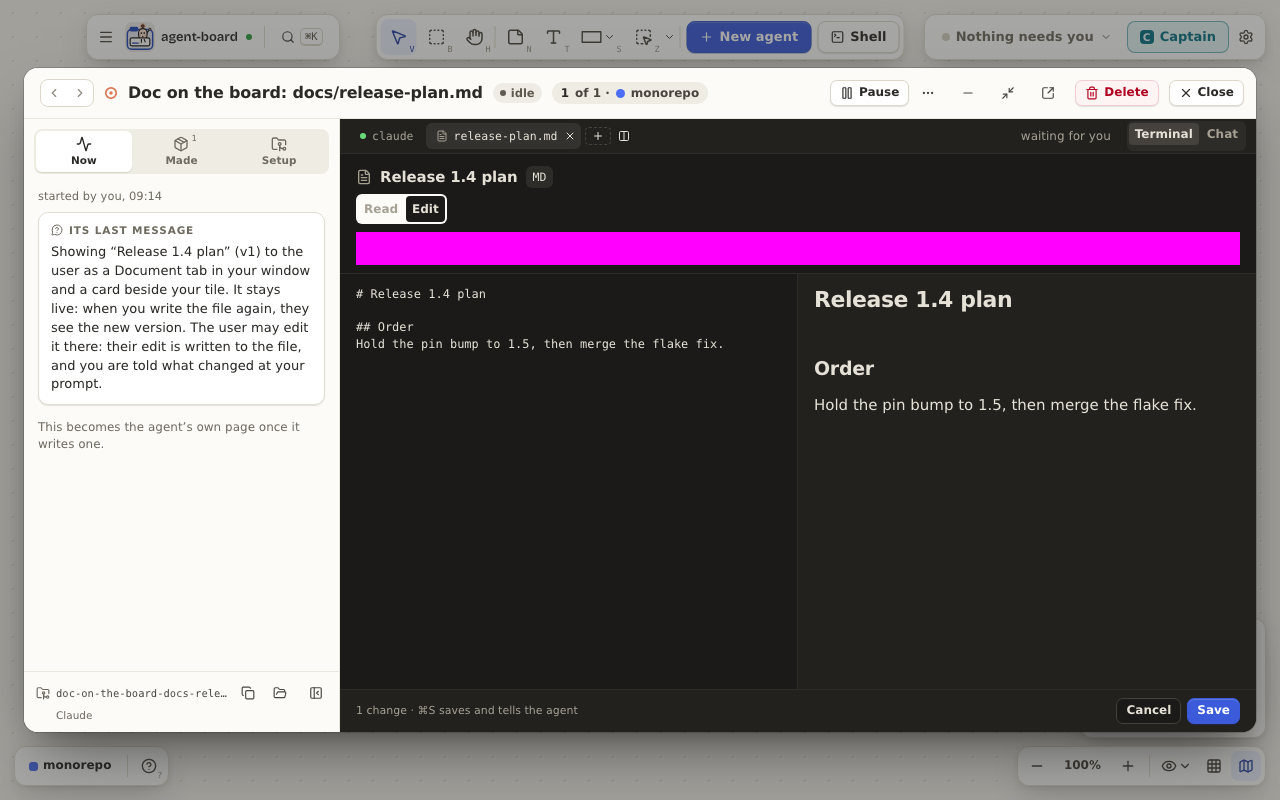 agent-board
⌘K
V
B
H
N
T
S
Z
New agent
Shell
Nothing needs you
C Captain
Doc on the board: docs/release-plan.md
idle
1 of 1 · monorepo
Pause
Delete
Close
Now
Made 1
Setup
started by you, 09:14
ITS LAST MESSAGE
Showing “Release 1.4 plan” (v1) to the
user as a Document tab in your window
and a card beside your tile. It stays
live: when you write the file again, they
see the new version. The user may edit
it there: their edit is written to the file,
and you are told what changed at your
prompt.
This becomes the agent’s own page once it
writes one.
doc-on-the-board-docs-rele…
Claude
claude
release-plan.md
waiting for you
Terminal
Chat
Release 1.4 plan
MD
Read
Edit
# Release 1.4 plan
## Order
Hold the pin bump to 1.5, then merge the flake fix.
Release 1.4 plan
Order
Hold the pin bump to 1.5, then merge the flake fix.
1 change · ⌘S saves and tells the agent
Cancel
Save
monorepo
?
100%